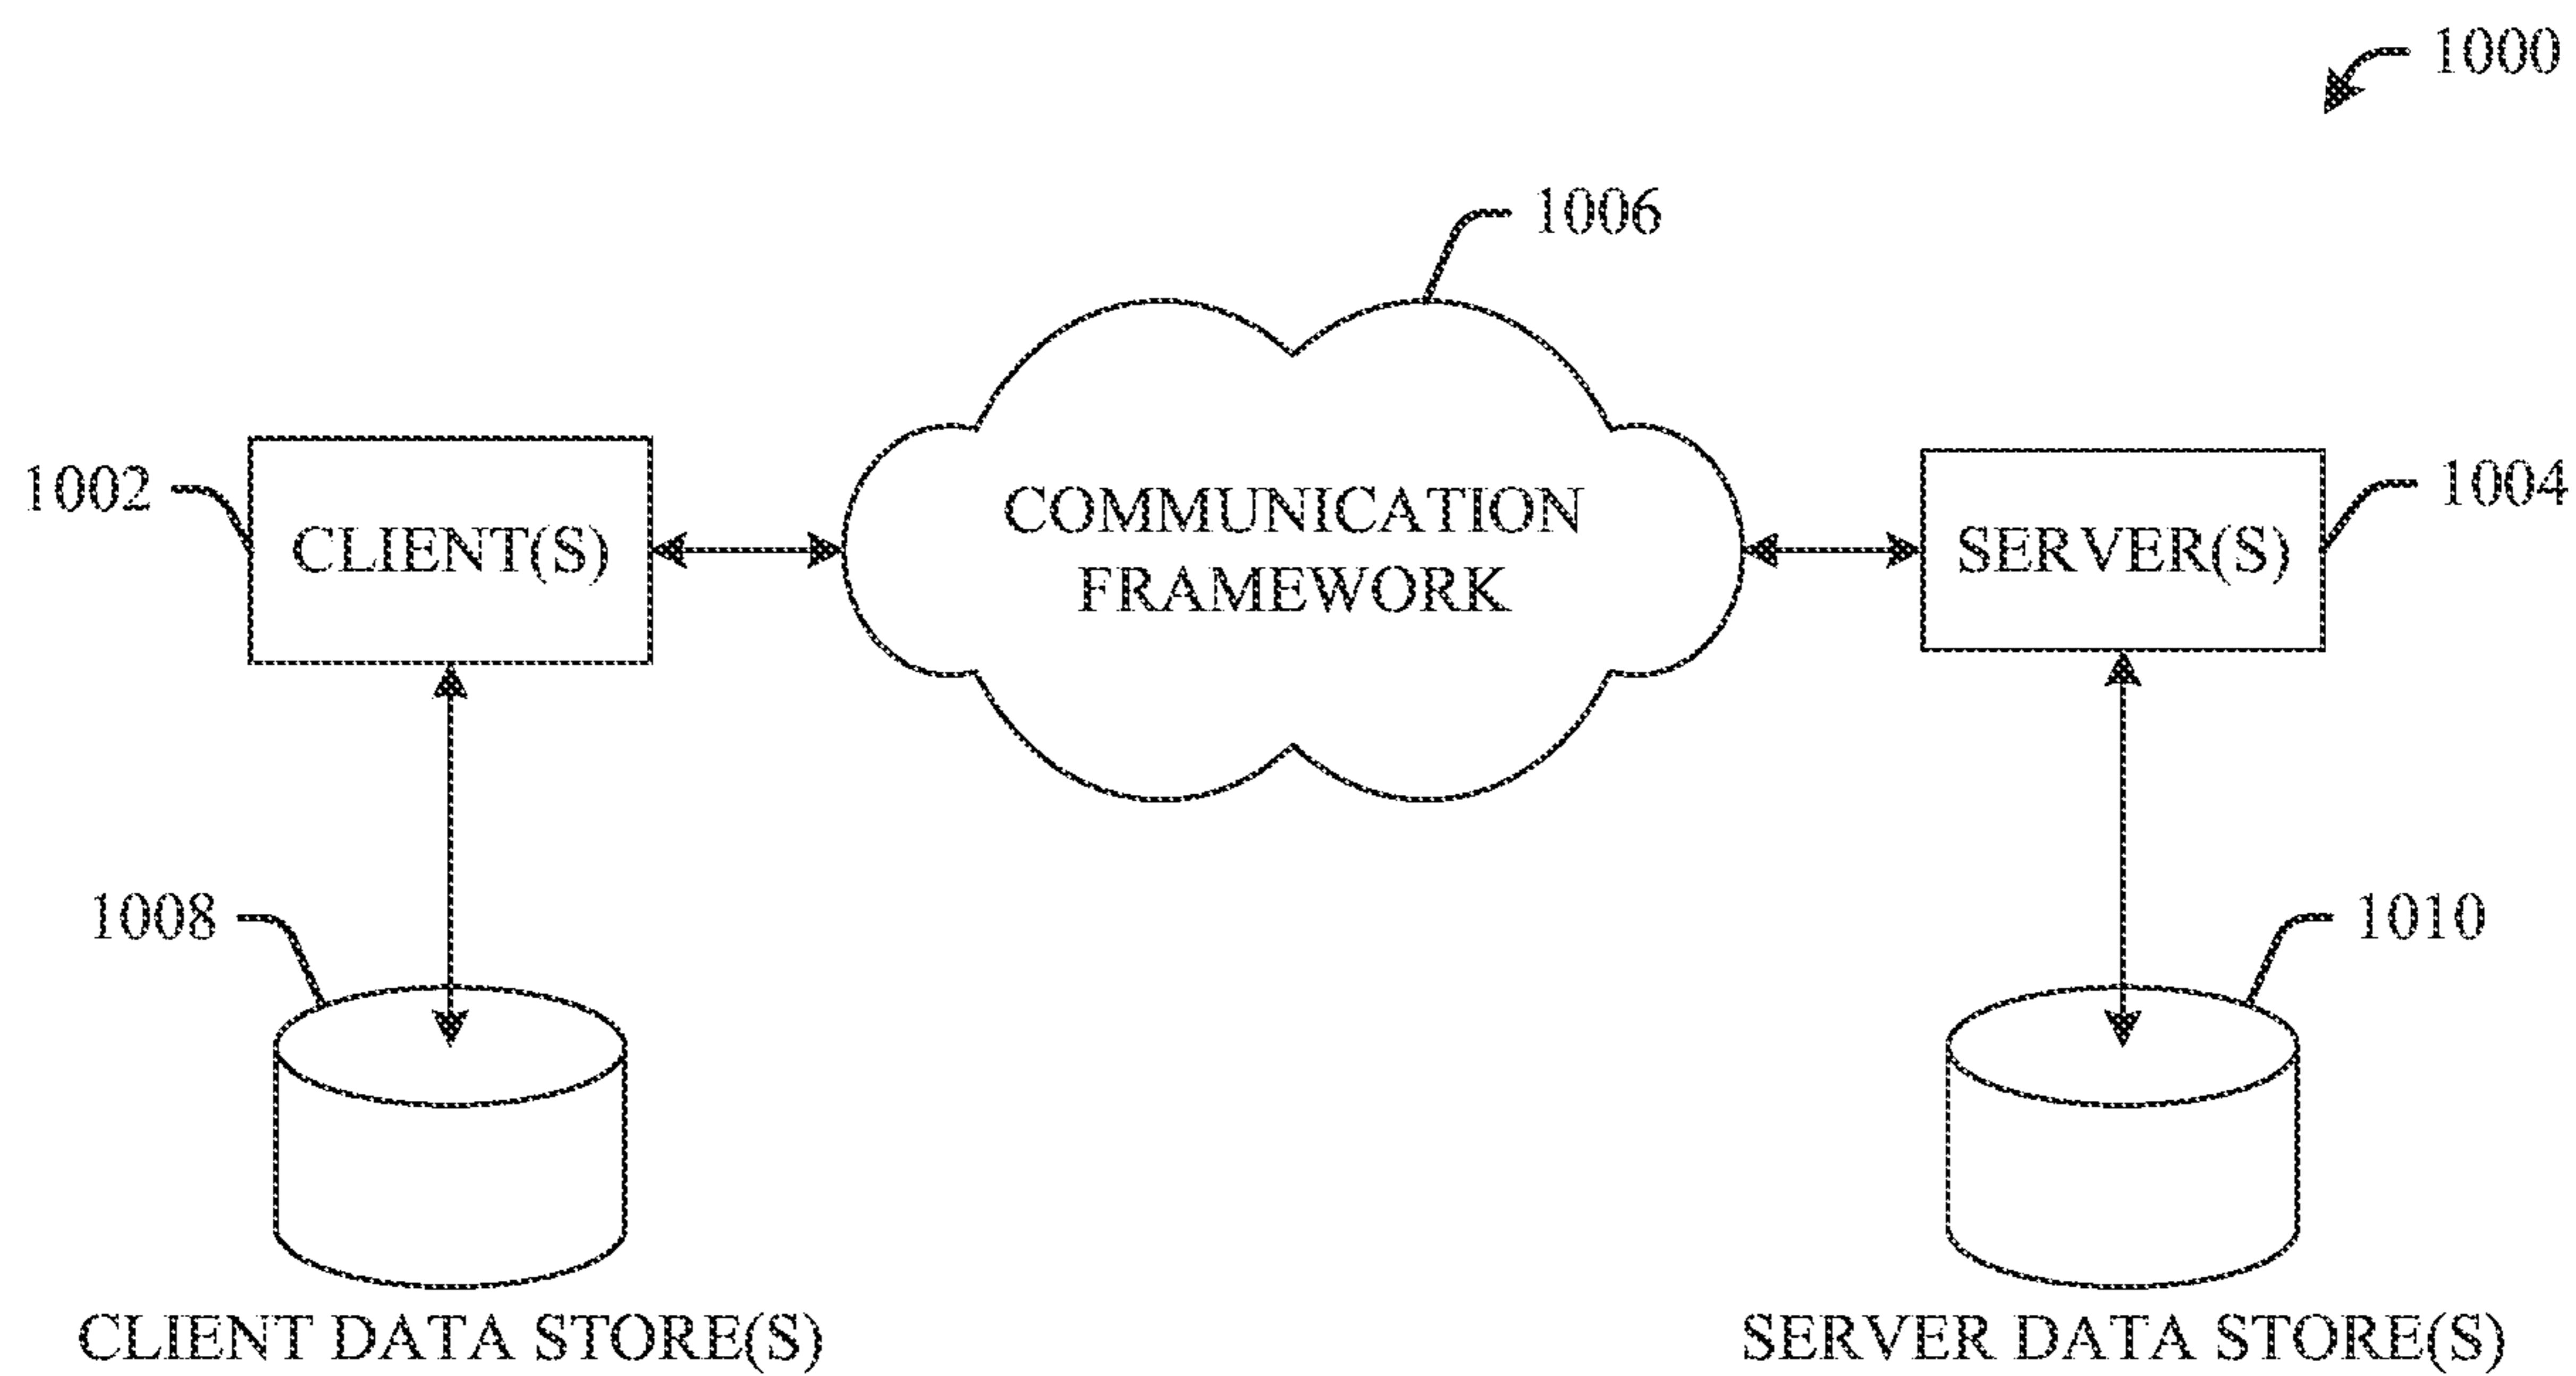 1000
1006
1002
CLIENT(S)
COMMUNICATION
FRAMEWORK
SERVER(S)
1004
1008
1010
CLIENT DATA STORE(S)
SERVER DATA STORE(S)